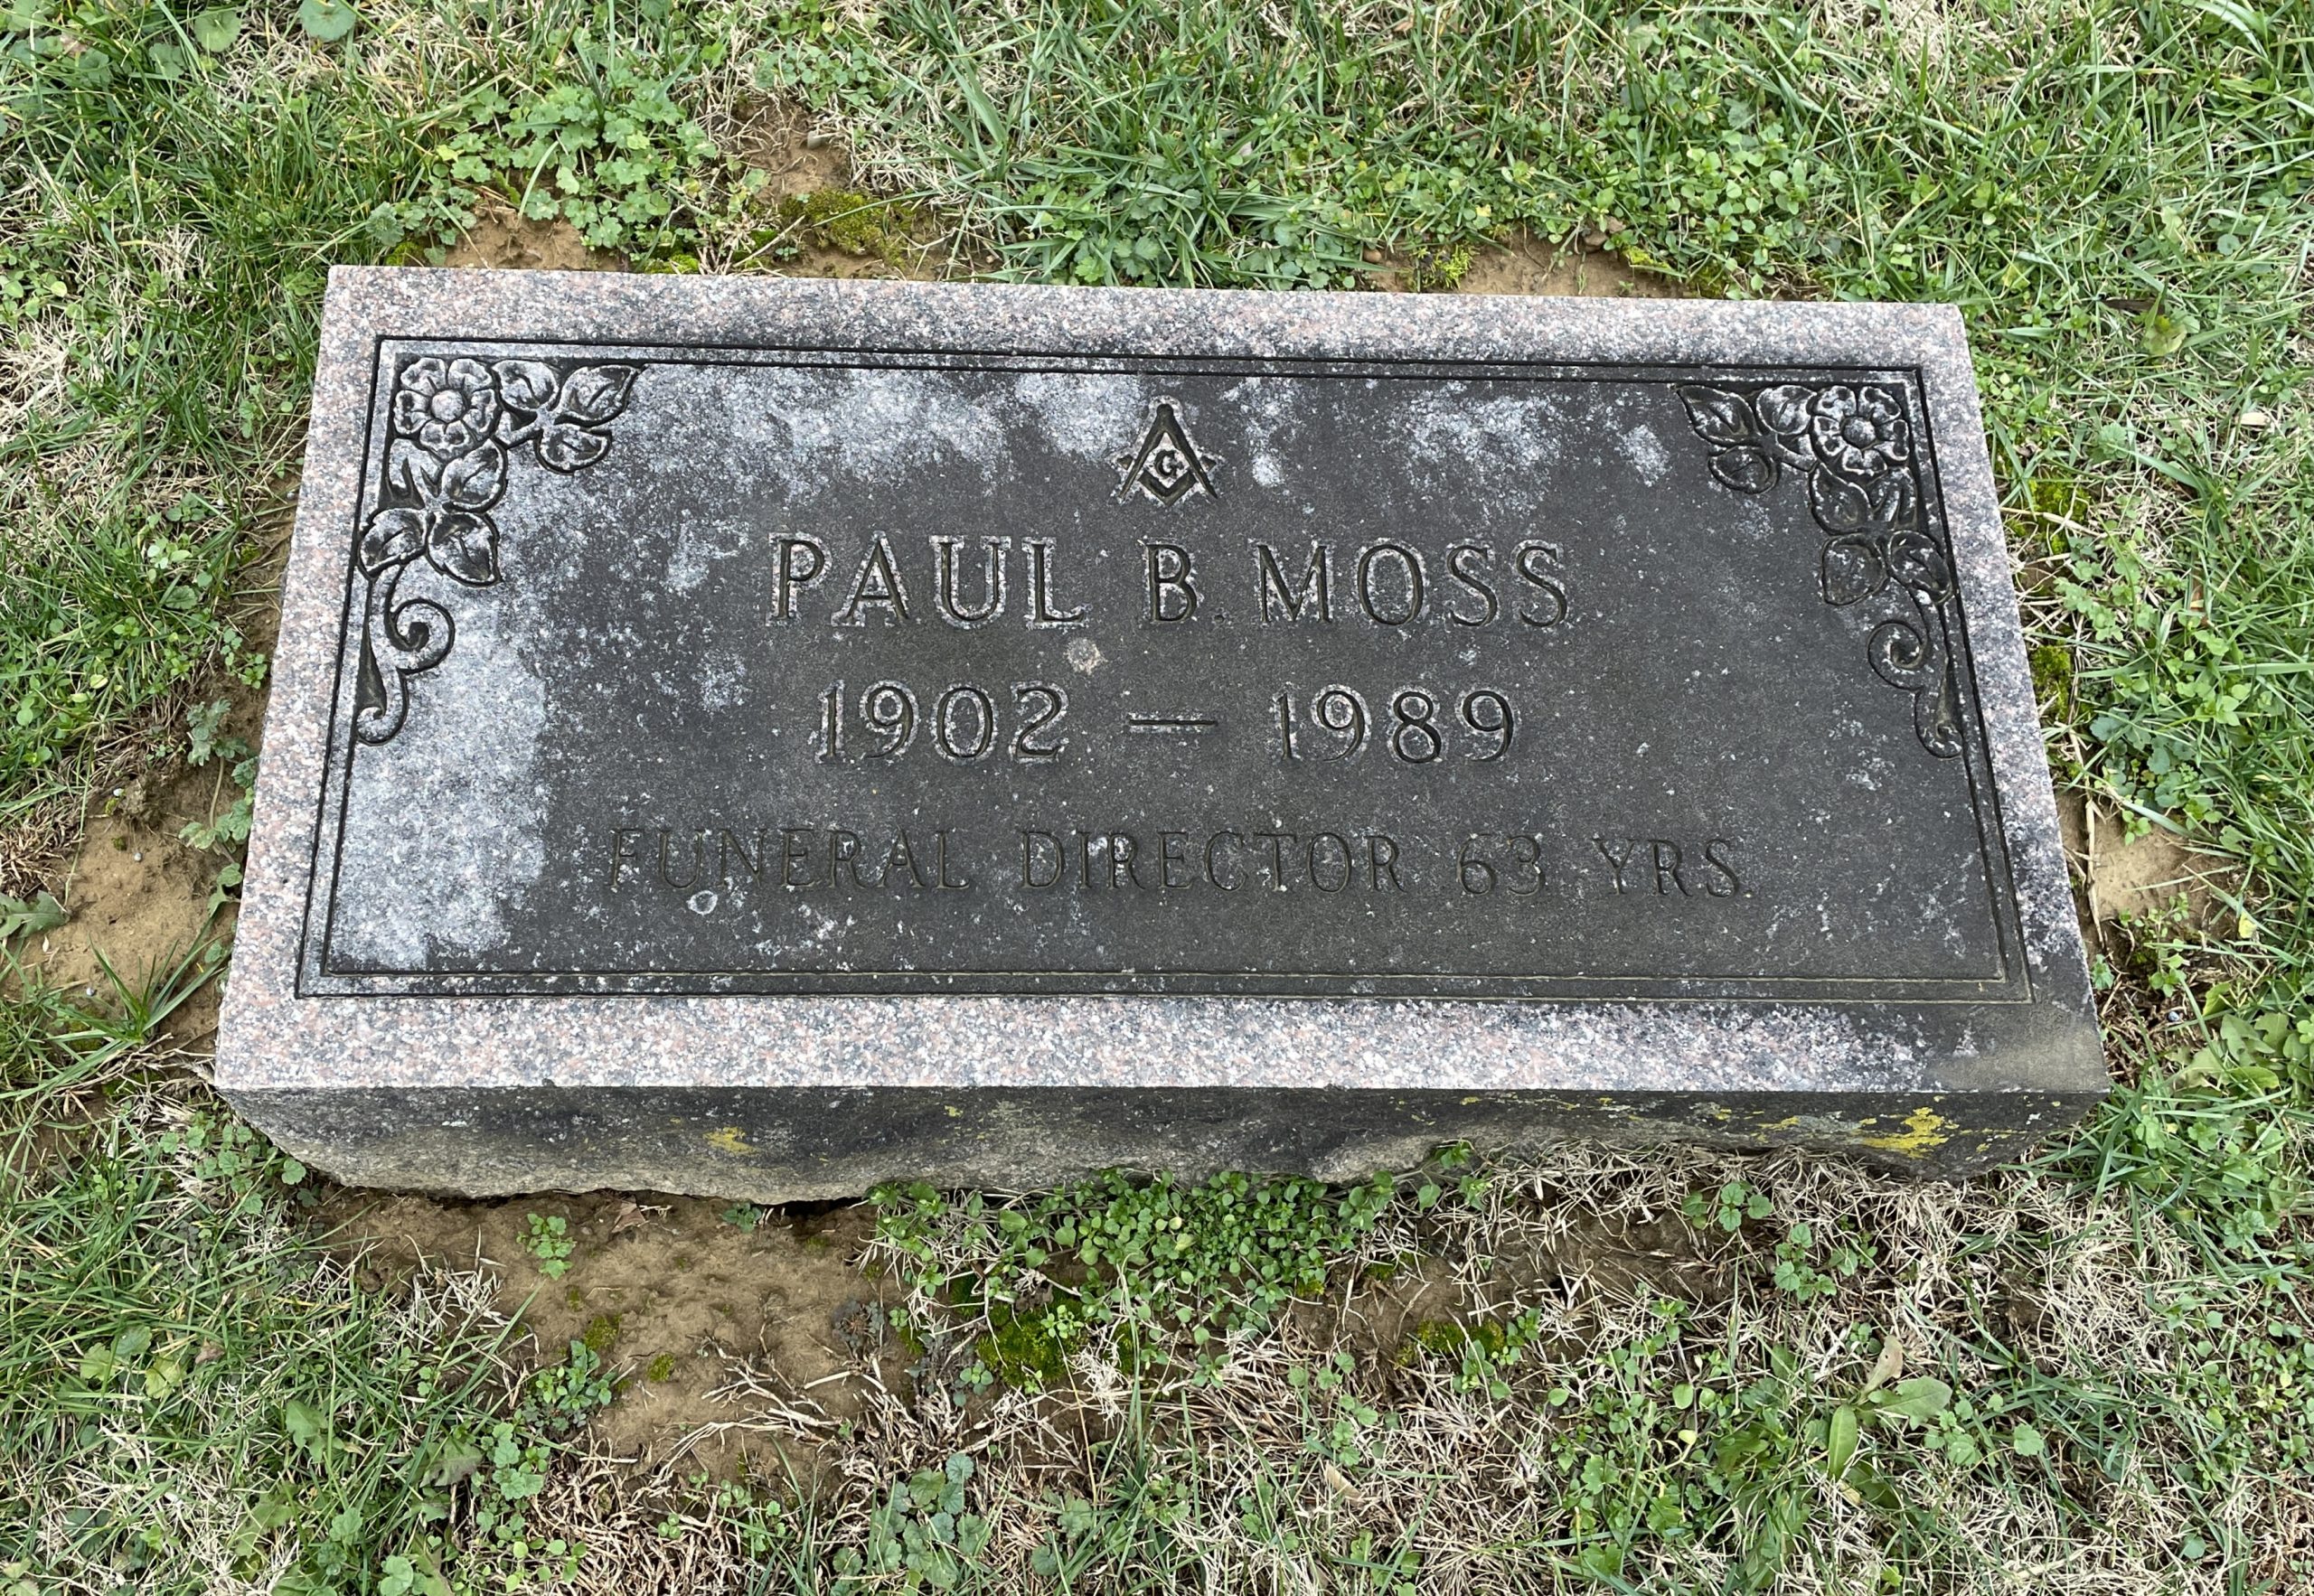 G
PAUL B. MOSS
1902 — 1989
FUNERAL DIRECTOR 63 YRS.